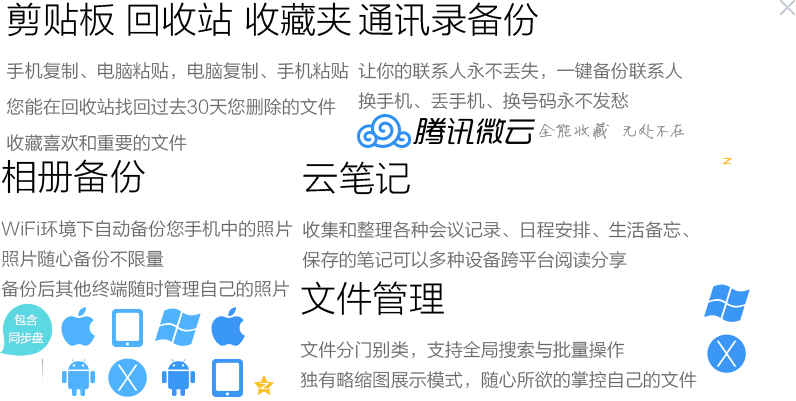 剪贴板 回收站 收藏夹
手机复制、电脑粘贴，电脑复制、手机粘贴
您能在回收站找回过去30天您删除的文件
收藏喜欢和重要的文件
通讯录备份
让你的联系人永不丢失，一键备份联系人
换手机、丢手机、换号码永不发愁
腾讯微云 全能收藏 无处不在
相册备份
WiFi环境下自动备份您手机中的照片
照片随心备份不限量
备份后其他终端随时管理自己的照片
包含
同步盘
云笔记
收集和整理各种会议记录、日程安排、生活备忘、
保存的笔记可以多种设备跨平台阅读分享
文件管理
文件分门别类，支持全局搜索与批量操作
独有略缩图展示模式，随心所欲的掌控自己的文件